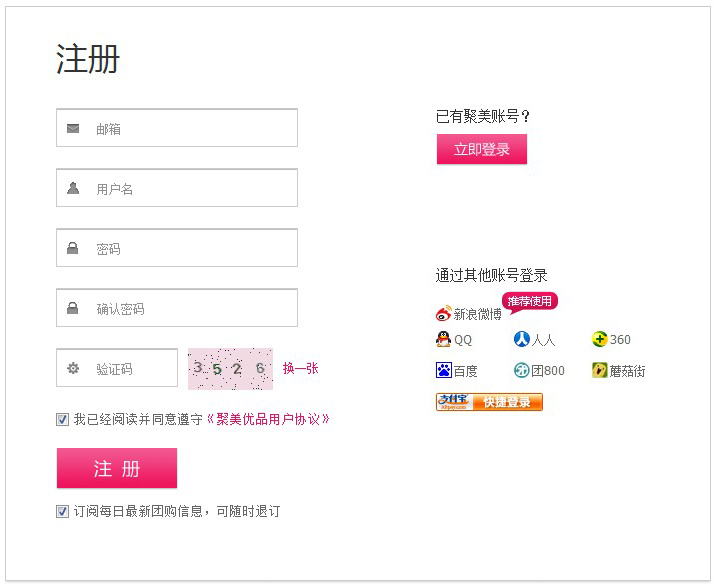 注册
邮箱
用户名
密码
确认密码
验证码 3 5 2 6 换一张
我已经阅读并同意遵守《聚美优品用户协议》
注 册
订阅每日最新团购信息，可随时退订
已有聚美账号？
立即登录
通过其他账号登录
推荐使用
新浪微博
QQ 人人 360
百度 团800 蘑菇街
支付宝 快捷登录